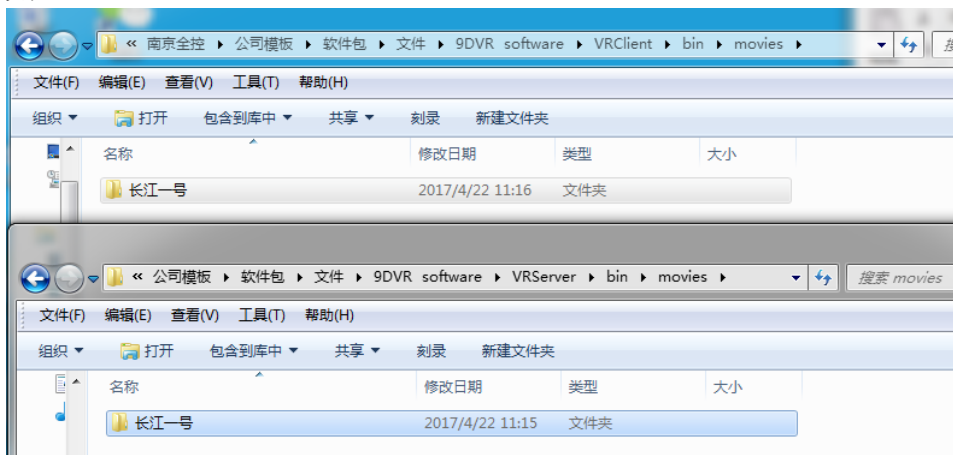 « 南京全控 ▸ 公司模板 ▸ 软件包 ▸ 文件 ▸ 9DVR software ▸ VRClient ▸ bin ▸ movies ▸
文件(F) 编辑(E) 查看(V) 工具(T) 帮助(H)
组织 ▾ 打开 包含到库中 ▾ 共享 ▾ 刻录 新建文件夹
名称 修改日期 类型 大小
长江一号 2017/4/22 11:16 文件夹
« 公司模板 ▸ 软件包 ▸ 文件 ▸ 9DVR software ▸ VRServer ▸ bin ▸ movies ▸ 搜索 movies
文件(F) 编辑(E) 查看(V) 工具(T) 帮助(H)
组织 ▾ 打开 包含到库中 ▾ 共享 ▾ 刻录 新建文件夹
名称 修改日期 类型 大小
长江一号 2017/4/22 11:15 文件夹